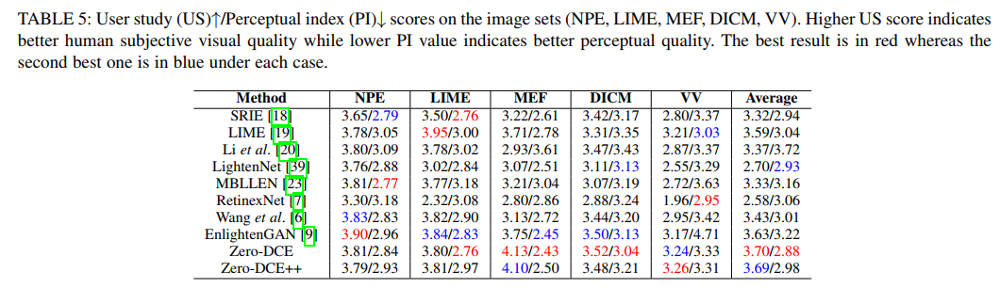 TABLE 5: User study (US)↑/Perceptual index (PI)↓ scores on the image sets (NPE, LIME, MEF, DICM, VV). Higher US score indicates
better human subjective visual quality while lower PI value indicates better perceptual quality. The best result is in red whereas the
second best one is in blue under each case.
Method NPE LIME MEF DICM VV Average
SRIE [18] 3.65/2.79 3.50/2.76 3.22/2.61 3.42/3.17 2.80/3.37 3.32/2.94
LIME [19] 3.78/3.05 3.95/3.00 3.71/2.78 3.31/3.35 3.21/3.03 3.59/3.04
Li et al. [20] 3.80/3.09 3.78/3.02 2.93/3.61 3.47/3.43 2.87/3.37 3.37/3.72
LightenNet [39] 3.76/2.88 3.02/2.84 3.07/2.51 3.11/3.13 2.55/3.29 2.70/2.93
MBLLEN [23] 3.81/2.77 3.77/3.18 3.21/3.04 3.07/3.19 2.72/3.63 3.33/3.16
RetinexNet [7] 3.30/3.18 2.32/3.08 2.80/2.86 2.88/3.24 1.96/2.95 2.58/3.06
Wang et al. [6] 3.83/2.83 3.82/2.90 3.13/2.72 3.44/3.20 2.95/3.42 3.43/3.01
EnlightenGAN [9] 3.90/2.96 3.84/2.83 3.75/2.45 3.50/3.13 3.17/4.71 3.63/3.22
Zero-DCE 3.81/2.84 3.80/2.76 4.13/2.43 3.52/3.04 3.24/3.33 3.70/2.88
Zero-DCE++ 3.79/2.93 3.81/2.97 4.10/2.50 3.48/3.21 3.26/3.31 3.69/2.98